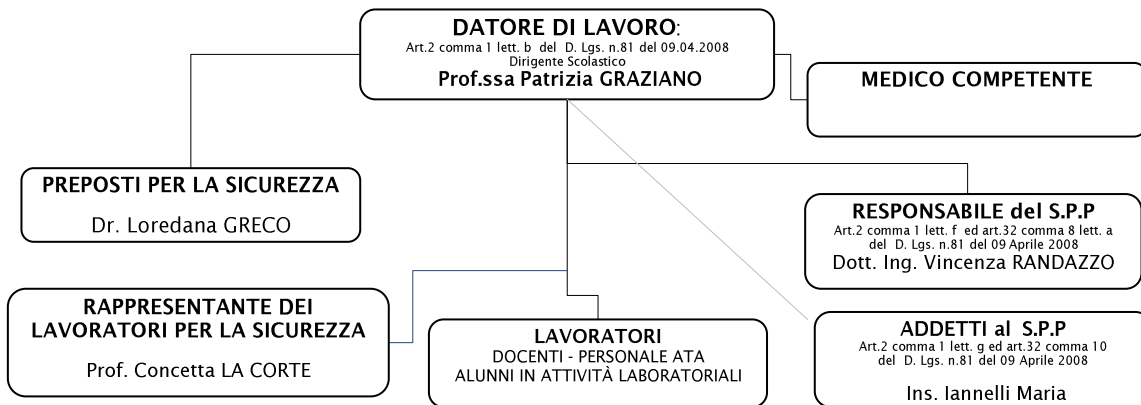 DATORE DI LAVORO:
Art.2 comma 1 lett. b del D. Lgs. n.81 del 09.04.2008
Dirigente Scolastico
Prof.ssa Patrizia GRAZIANO
MEDICO COMPETENTE
PREPOSTI PER LA SICUREZZA
Dr. Loredana GRECO
RESPONSABILE del S.P.P
Art.2 comma 1 lett. f ed art.32 comma 8 lett. a
del D. Lgs. n.81 del 09 Aprile 2008
Dott. Ing. Vincenza RANDAZZO
RAPPRESENTANTE DEI
LAVORATORI PER LA SICUREZZA
Prof. Concetta LA CORTE
LAVORATORI
DOCENTI - PERSONALE ATA
ALUNNI IN ATTIVITÀ LABORATORIALI
ADDETTI al S.P.P
Art.2 comma 1 lett. g ed art.32 comma 10
del D. Lgs. n.81 del 09 Aprile 2008
Ins. Iannelli Maria